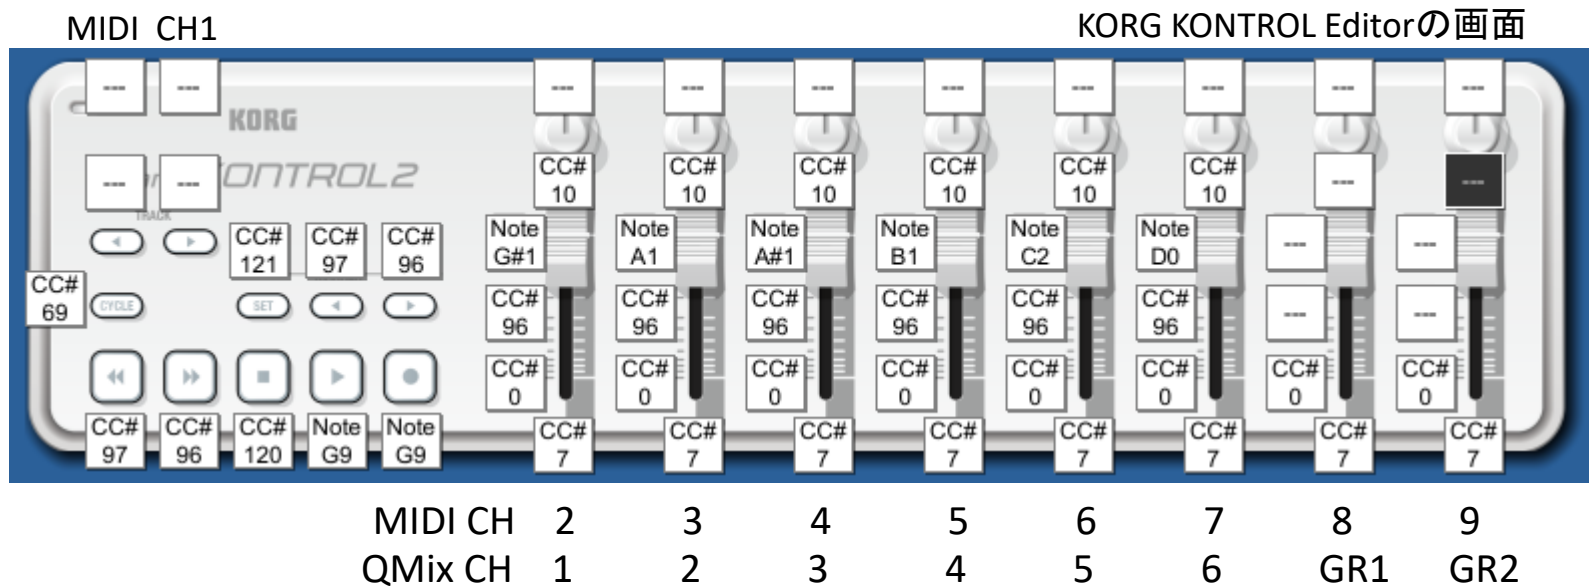 MIDI CH1 KORG KONTROL Editorの画面
--- --- --- --- --- --- --- --- --- ---
KORG
CC# 10 CC# 10 CC# 10 CC# 10 CC# 10 CC# 10 --- ---
--- --- KONTROL2
TRACK
Note G#1 Note A1 Note A#1 Note B1 Note C2 Note D0 --- ---
CC# 121 CC# 97 CC# 96
CC# 69 CYCLE SET
CC# 96 CC# 96 CC# 96 CC# 96 CC# 96 CC# 96 --- ---
CC# 0 CC# 0 CC# 0 CC# 0 CC# 0 CC# 0 CC# 0 CC# 0
CC# 97 CC# 96 CC# 120 Note G9 Note G9 CC# 7 CC# 7 CC# 7 CC# 7 CC# 7 CC# 7 CC# 7 CC# 7
MIDI CH 2 3 4 5 6 7 8 9
QMix CH 1 2 3 4 5 6 GR1 GR2